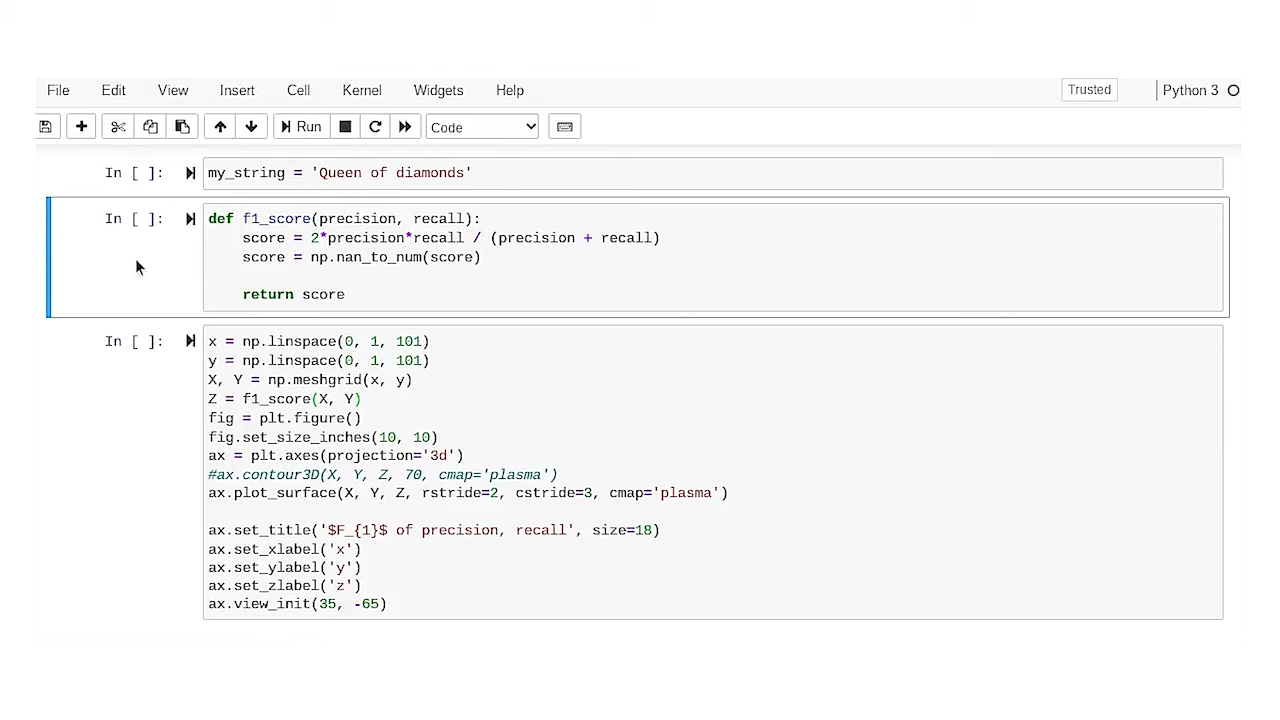 File Edit View Insert Cell Kernel Widgets Help Trusted Python 3
Run Code
In [ ]: my_string = 'Queen of diamonds'
In [ ]: def f1_score(precision, recall):
    score = 2*precision*recall / (precision + recall)
    score = np.nan_to_num(score)
    return score
In [ ]: x = np.linspace(0, 1, 101)
y = np.linspace(0, 1, 101)
X, Y = np.meshgrid(x, y)
Z = f1_score(X, Y)
fig = plt.figure()
fig.set_size_inches(10, 10)
ax = plt.axes(projection='3d')
#ax.contour3D(X, Y, Z, 70, cmap='plasma')
ax.plot_surface(X, Y, Z, rstride=2, cstride=3, cmap='plasma')
ax.set_title('$F_{1}$ of precision, recall', size=18)
ax.set_xlabel('x')
ax.set_ylabel('y')
ax.set_zlabel('z')
ax.view_init(35, -65)